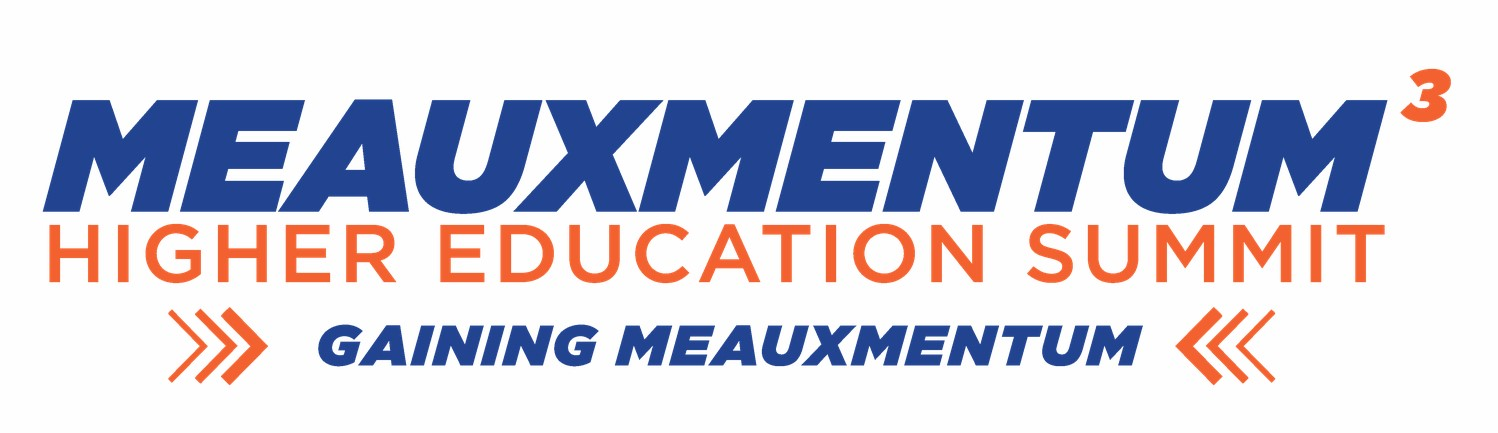 MEAUXMENTUM³
HIGHER EDUCATION SUMMIT
GAINING MEAUXMENTUM